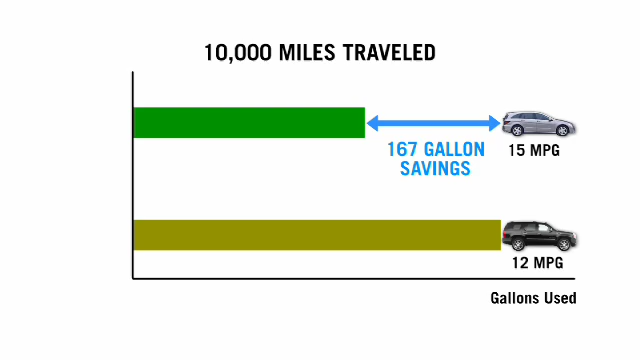 10,000 MILES TRAVELED
167 GALLON
SAVINGS
15 MPG
12 MPG
Gallons Used